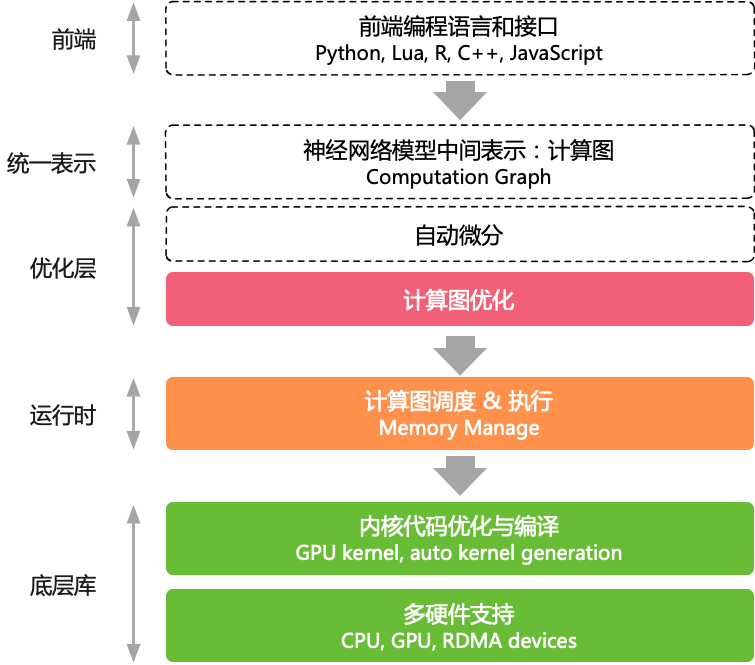 前端
前端编程语言和接口
Python, Lua, R, C++, JavaScript
统一表示
神经网络模型中间表示：计算图
Computation Graph
优化层
自动微分
计算图优化
运行时
计算图调度 & 执行
Memory Manage
底层库
内核代码优化与编译
GPU kernel, auto kernel generation
多硬件支持
CPU, GPU, RDMA devices